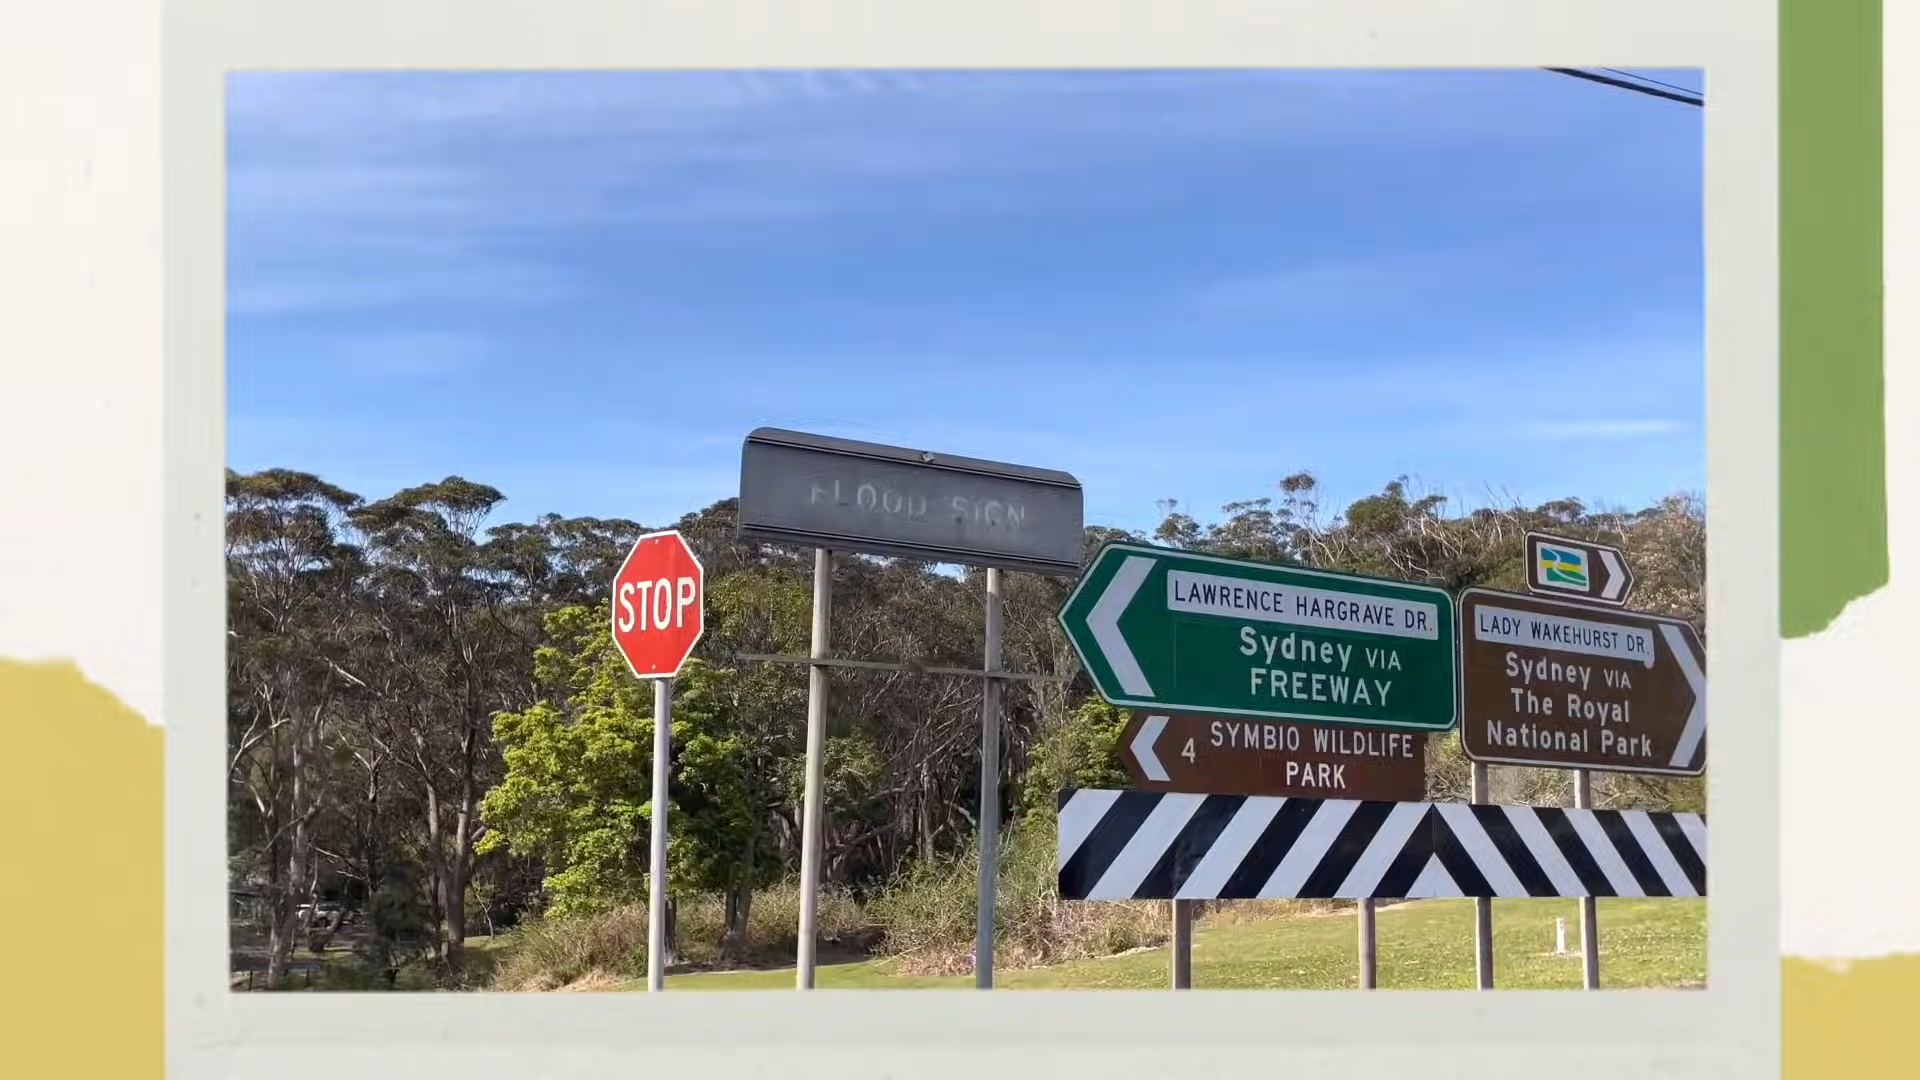 FLOOD SIGN
STOP
LAWRENCE HARGRAVE DR.
Sydney VIA
FREEWAY
4 SYMBIO WILDLIFE
PARK
LADY WAKEHURST DR.
Sydney VIA
The Royal
National Park